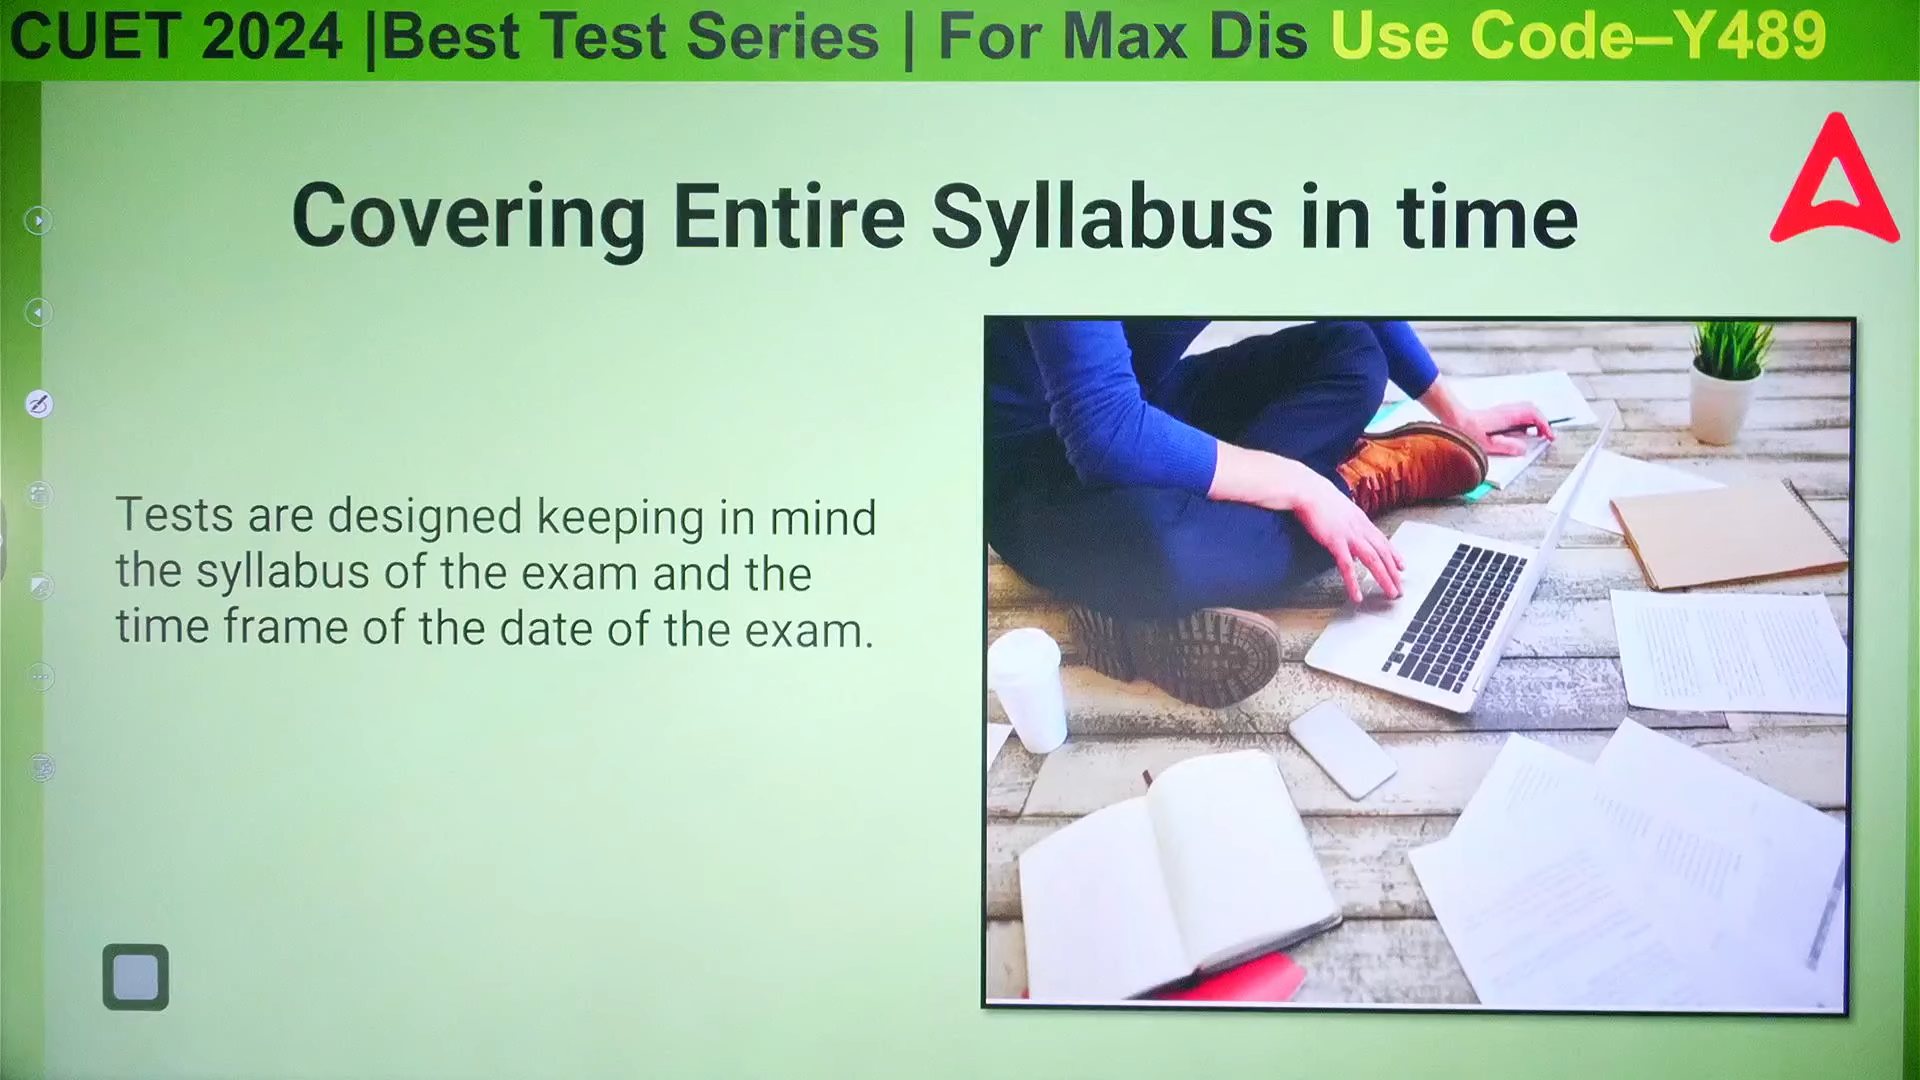 CUET 2024 |Best Test Series | For Max Dis Use Code–Y489
Covering Entire Syllabus in time
Tests are designed keeping in mind
the syllabus of the exam and the
time frame of the date of the exam.